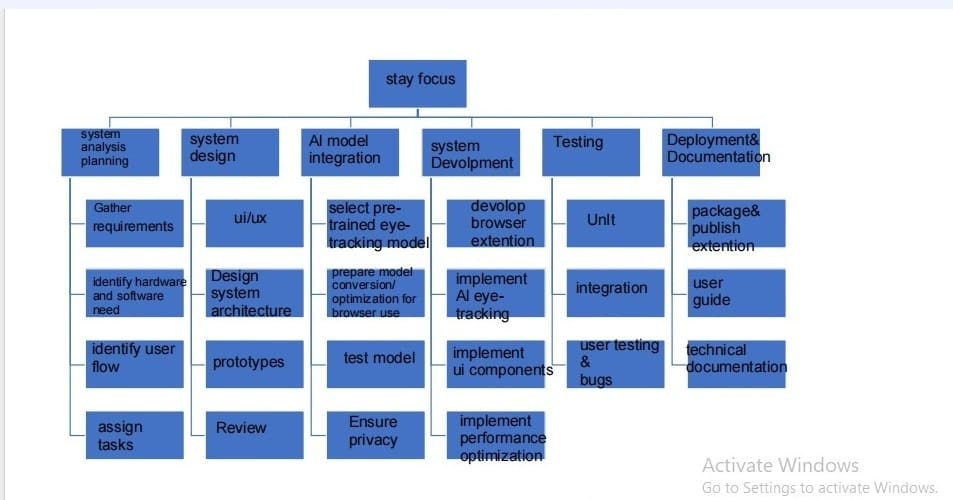 stay focus
system
analysis
planning
system
design
AI model
integration
system
Devolpment
Testing
Deployment&
Documentation
Gather
requirements
ui/ux
select pre-
trained eye-
tracking model
devolop
browser
extention
UnIt
package&
publish
extention
identify hardware
and software
need
Design
system
architecture
prepare model
conversion/
optimization for
browser use
implement
AI eye-
tracking
integration
user
guide
identify user
flow
prototypes
test model
implement
ui components
user testing
&
bugs
technical
documentation
assign
tasks
Review
Ensure
privacy
implement
performance
optimization
Activate Windows
Go to Settings to activate Windows.